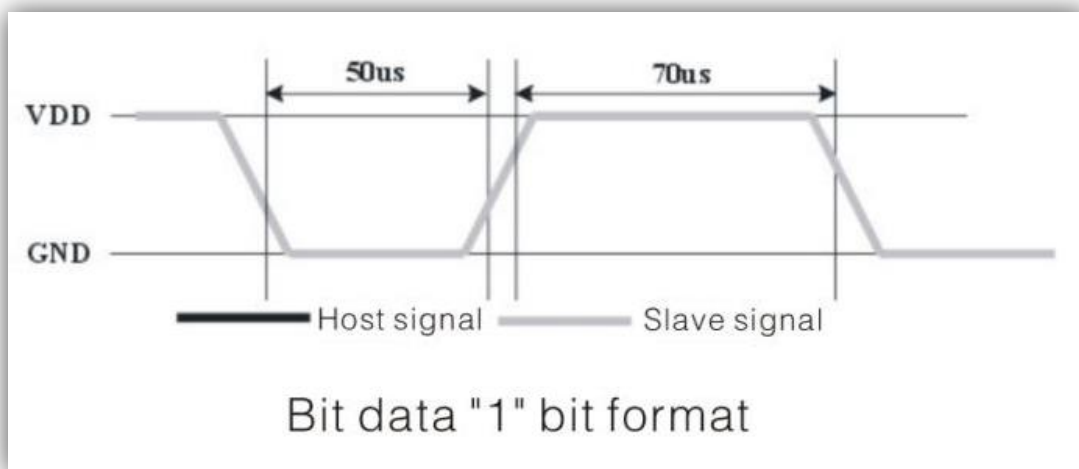 50us 70us
VDD
GND
Host signal Slave signal
Bit data "1" bit format